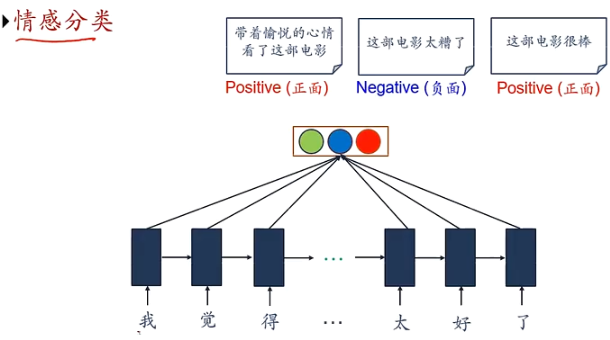 情感分类
带着愉悦的心情
看了这部电影
Positive (正面)
这部电影太糟了
Negative (负面)
这部电影很棒
Positive (正面)
…
我 觉 得 … 太 好 了